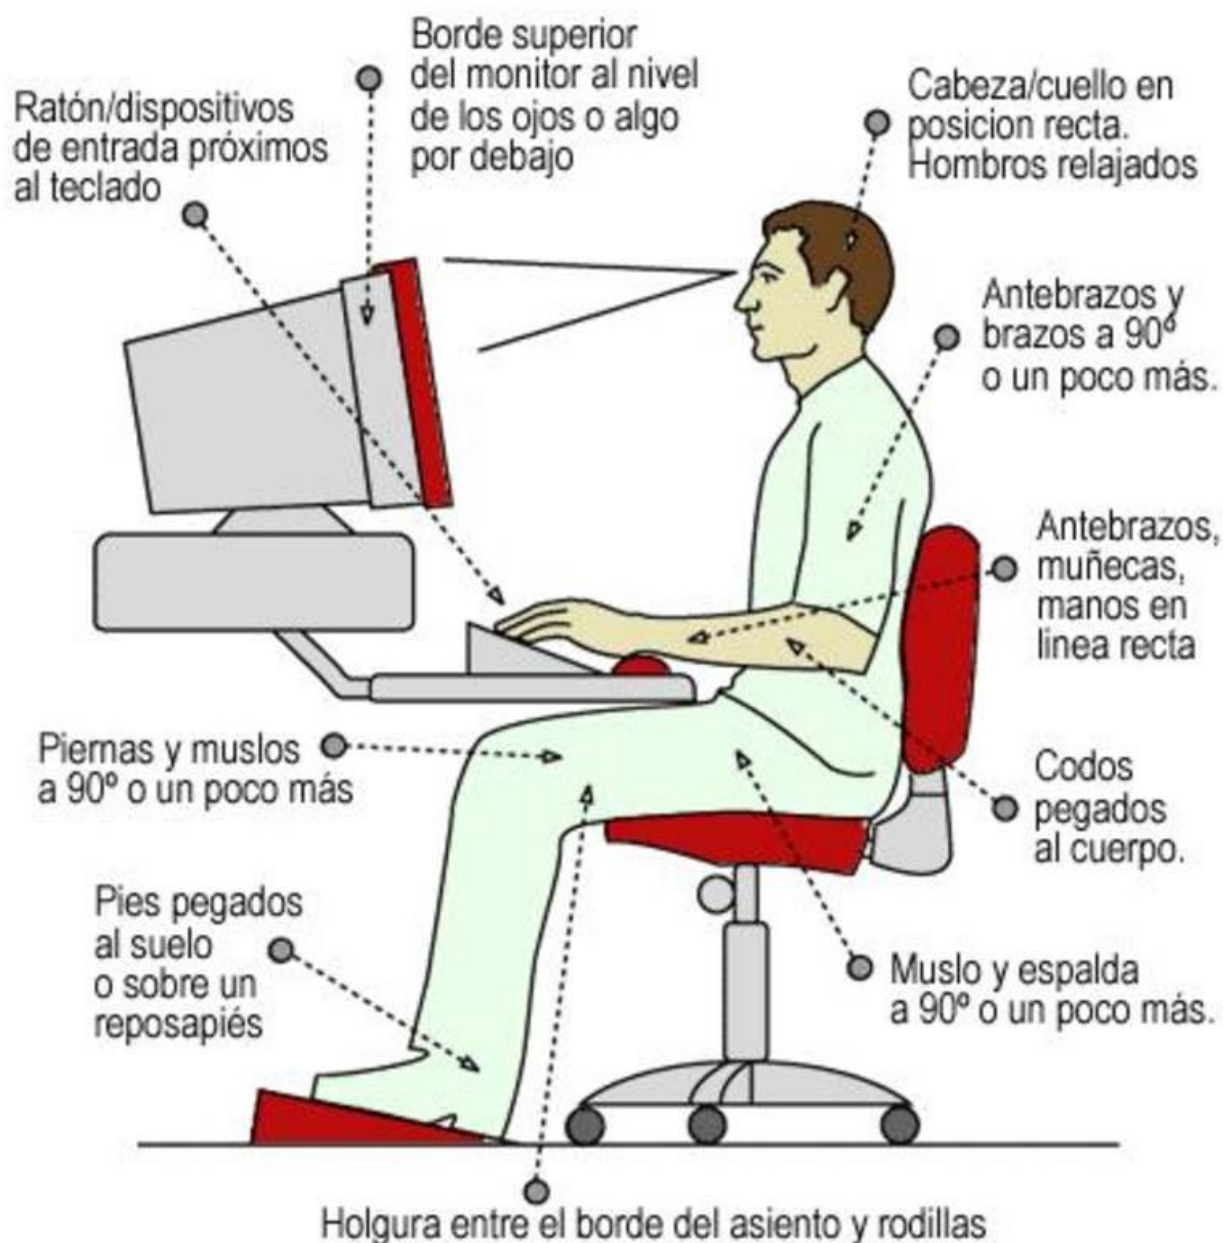 Borde superior
del monitor al nivel
de los ojos o algo
por debajo
Ratón/dispositivos
de entrada próximos
al teclado
Cabeza/cuello en
posicion recta.
Hombros relajados
Antebrazos y
brazos a 90º
o un poco más.
Antebrazos,
muñecas,
manos en
linea recta
Piernas y muslos
a 90º o un poco más
Codos
pegados
al cuerpo.
Pies pegados
al suelo
o sobre un
reposapiés
Muslo y espalda
a 90º o un poco más.
Holgura entre el borde del asiento y rodillas